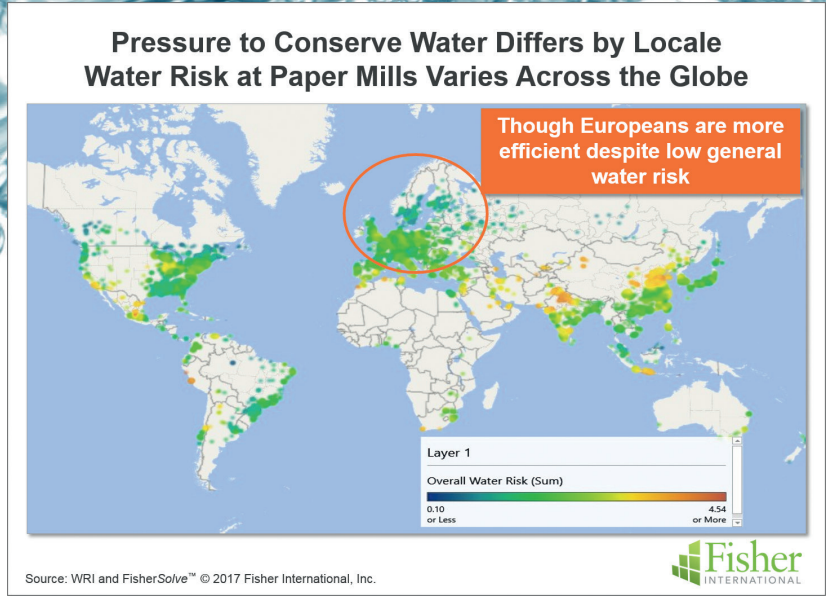 Pressure to Conserve Water Differs by Locale
Water Risk at Paper Mills Varies Across the Globe
Though Europeans are more
efficient despite low general
water risk
Layer 1
Overall Water Risk (Sum)
0.10 4.54
or Less or More
Source: WRI and FisherSolve™ © 2017 Fisher International, Inc.
Fisher
INTERNATIONAL